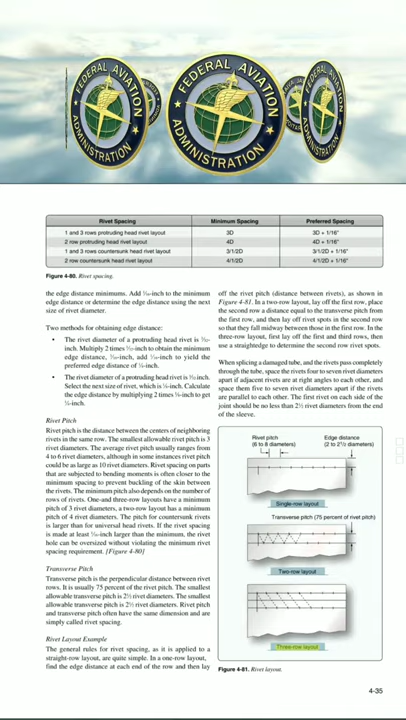 FEDERAL AVIATION
ADMINISTRATION
FEDERAL AVIATION
ADMINISTRATION
FEDERAL AVIATION
ADMINISTRATION
Rivet Spacing Minimum Spacing Preferred Spacing
1 and 3 rows protruding head rivet layout 3D 3D + 1/16"
2 row protruding head rivet layout 4D 4D + 1/16"
1 and 3 rows countersunk head rivet layout 3/1/2D 3/1/2D + 1/16"
2 row countersunk head rivet layout 4/1/2D 4/1/2D + 1/16"
Figure 4-80. Rivet spacing.
the edge distance minimums. Add 1⁄16-inch to the minimum
edge distance or determine the edge distance using the next
size of rivet diameter.
Two methods for obtaining edge distance:
• The rivet diameter of a protruding head rivet is 3⁄32-
inch. Multiply 2 times 3⁄32-inch to obtain the minimum
edge distance, 3⁄16-inch, add 1⁄16-inch to yield the
preferred edge distance of 1⁄4-inch.
• The rivet diameter of a protruding head rivet is 3⁄32-inch.
Select the next size of rivet, which is 1⁄8-inch. Calculate
the edge distance by multiplying 2 times 1⁄8-inch to get
1⁄4-inch.
Rivet Pitch
Rivet pitch is the distance between the centers of neighboring
rivets in the same row. The smallest allowable rivet pitch is 3
rivet diameters. The average rivet pitch usually ranges from
4 to 6 rivet diameters, although in some instances rivet pitch
could be as large as 10 rivet diameters. Rivet spacing on parts
that are subjected to bending moments is often closer to the
minimum spacing to prevent buckling of the skin between
the rivets. The minimum pitch also depends on the number of
rows of rivets. One-and three-row layouts have a minimum
pitch of 3 rivet diameters, a two-row layout has a minimum
pitch of 4 rivet diameters. The pitch for countersunk rivets
is larger than for universal head rivets. If the rivet spacing
is made at least 1⁄16-inch larger than the minimum, the rivet
hole can be oversized without violating the minimum rivet
spacing requirement. [Figure 4-80]
Transverse Pitch
Transverse pitch is the perpendicular distance between rivet
rows. It is usually 75 percent of the rivet pitch. The smallest
allowable transverse pitch is 2½ rivet diameters. The smallest
allowable transverse pitch is 2½ rivet diameters. Rivet pitch
and transverse pitch often have the same dimension and are
simply called rivet spacing.
Rivet Layout Example
The general rules for rivet spacing, as it is applied to a
straight-row layout, are quite simple. In a one-row layout,
find the edge distance at each end of the row and then lay
off the rivet pitch (distance between rivets), as shown in
Figure 4-81. In a two-row layout, lay off the first row, place
the second row a distance equal to the transverse pitch from
the first row, and then lay off rivet spots in the second row
so that they fall midway between those in the first row. In the
three-row layout, first lay off the first and third rows, then
use a straightedge to determine the second row rivet spots.
When splicing a damaged tube, and the rivets pass completely
through the tube, space the rivets four to seven rivet diameters
apart if adjacent rivets are at right angles to each other, and
space them five to seven rivet diameters apart if the rivets
are parallel to each other. The first rivet on each side of the
joint should be no less than 2½ rivet diameters from the end
of the sleeve.
Rivet pitch Edge distance
(6 to 8 diameters) (2 to 2½ diameters)
Single-row layout
Transverse pitch (75 percent of rivet pitch)
Two-row layout
Three-row layout
Figure 4-81. Rivet layout.
4-35